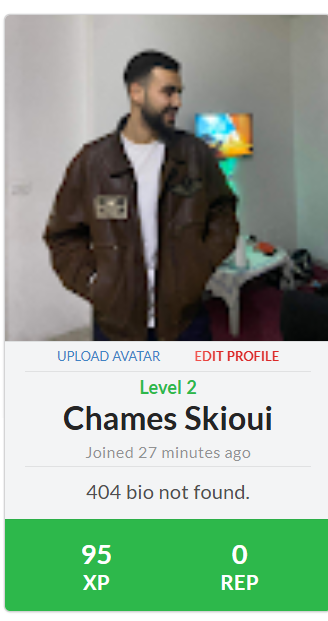 UPLOAD AVATAR EDIT PROFILE
Level 2
Chames Skioui
Joined 27 minutes ago
404 bio not found.
95 0
XP REP